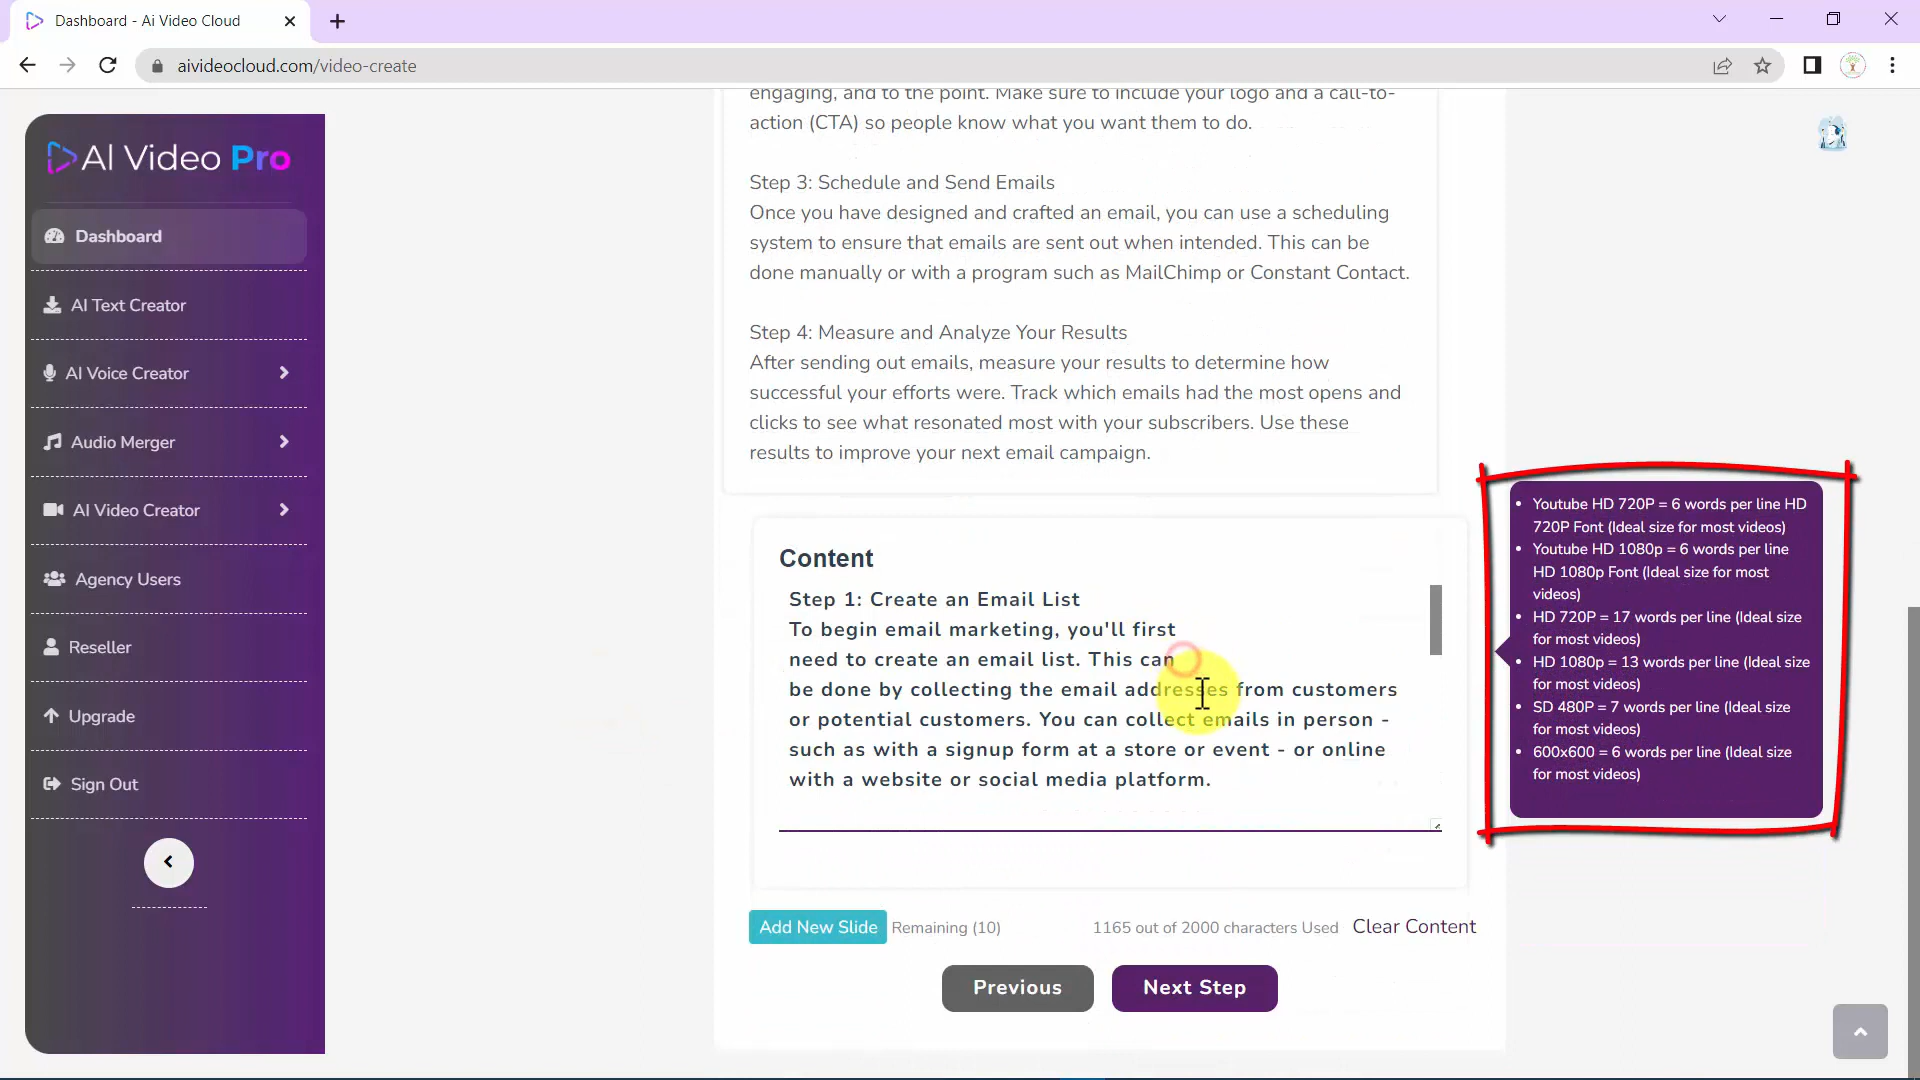 Dashboard - Ai Video Cloud
aivideocloud.com/video-create
AI Video Pro
Dashboard
AI Text Creator
AI Voice Creator
Audio Merger
AI Video Creator
Agency Users
Reseller
Upgrade
Sign Out
engaging, and to the point. Make sure to include your logo and a call-to-
action (CTA) so people know what you want them to do.
Step 3: Schedule and Send Emails
Once you have designed and crafted an email, you can use a scheduling
system to ensure that emails are sent out when intended. This can be
done manually or with a program such as MailChimp or Constant Contact.
Step 4: Measure and Analyze Your Results
After sending out emails, measure your results to determine how
successful your efforts were. Track which emails had the most opens and
clicks to see what resonated most with your subscribers. Use these
results to improve your next email campaign.
Content
Step 1: Create an Email List
To begin email marketing, you'll first
need to create an email list. This can
be done by collecting the email addresses from customers
or potential customers. You can collect emails in person -
such as with a signup form at a store or event - or online
with a website or social media platform.
Add New Slide Remaining (10) 1165 out of 2000 characters Used Clear Content
Previous Next Step
Youtube HD 720P = 6 words per line HD
720P Font (Ideal size for most videos)
Youtube HD 1080p = 6 words per line
HD 1080p Font (Ideal size for most
videos)
HD 720P = 17 words per line (Ideal size
for most videos)
HD 1080p = 13 words per line (Ideal size
for most videos)
SD 480P = 7 words per line (Ideal size
for most videos)
600x600 = 6 words per line (Ideal size
for most videos)